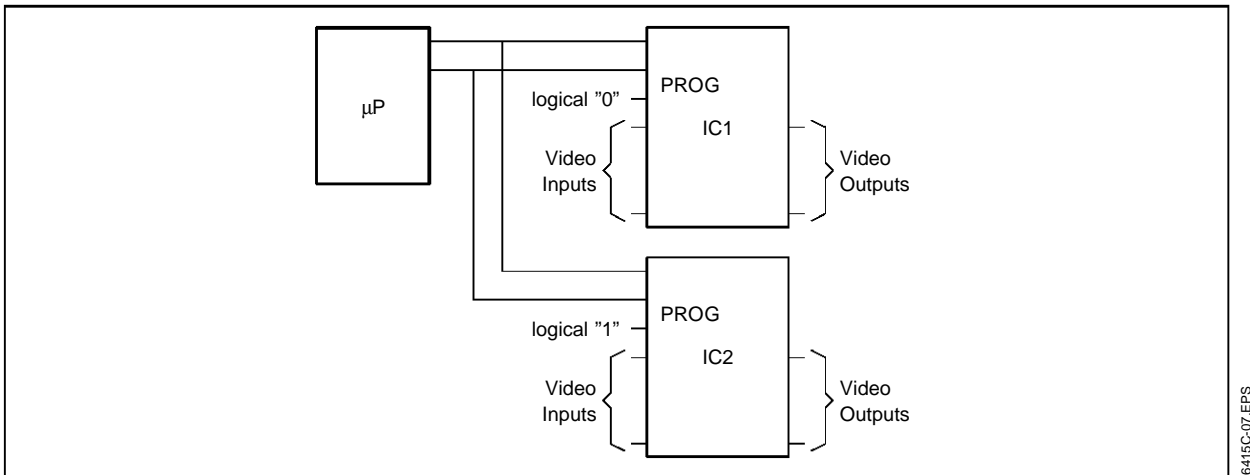 μP
PROG
logical ”0”
IC1
Video
Inputs
Video
Outputs
PROG
logical ”1”
IC2
Video
Inputs
Video
Outputs
6415C-07.EPS